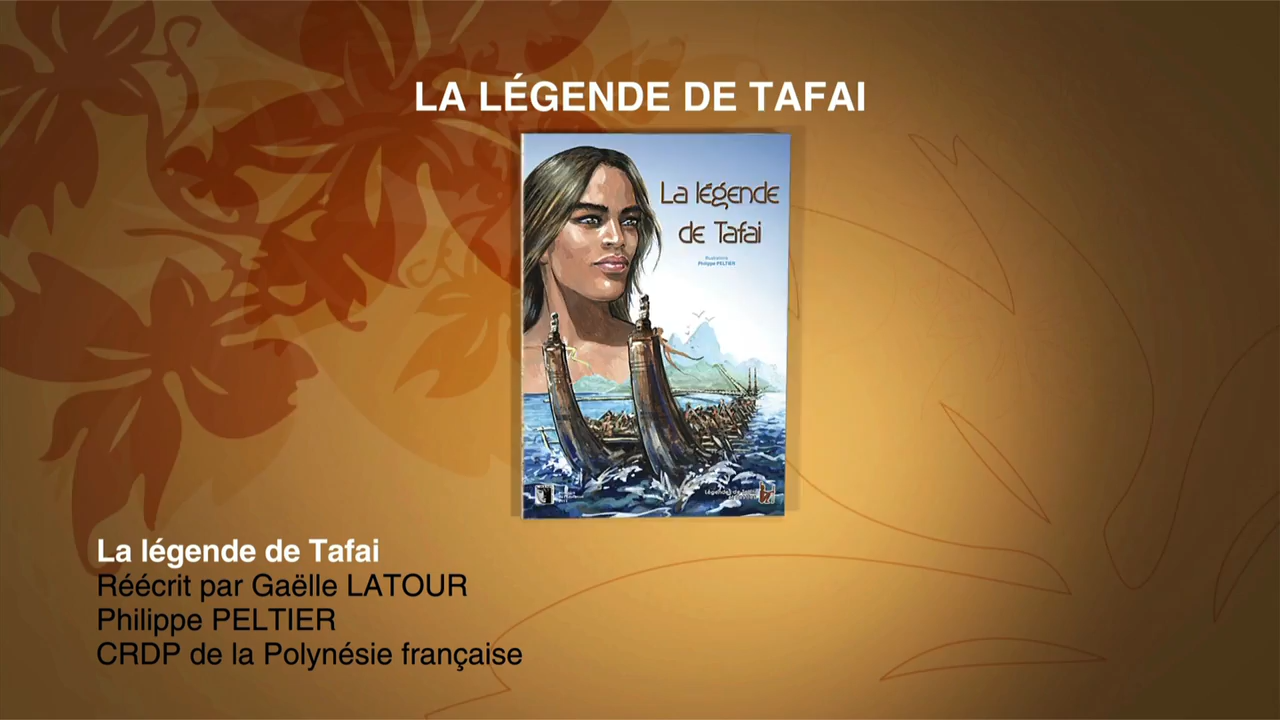 LA LÉGENDE DE TAFAI
La légende
de Tafai
Illustrations
Philippe PELTIER
La légende de Tafai
Réécrit par Gaëlle LATOUR
Philippe PELTIER
CRDP de la Polynésie française